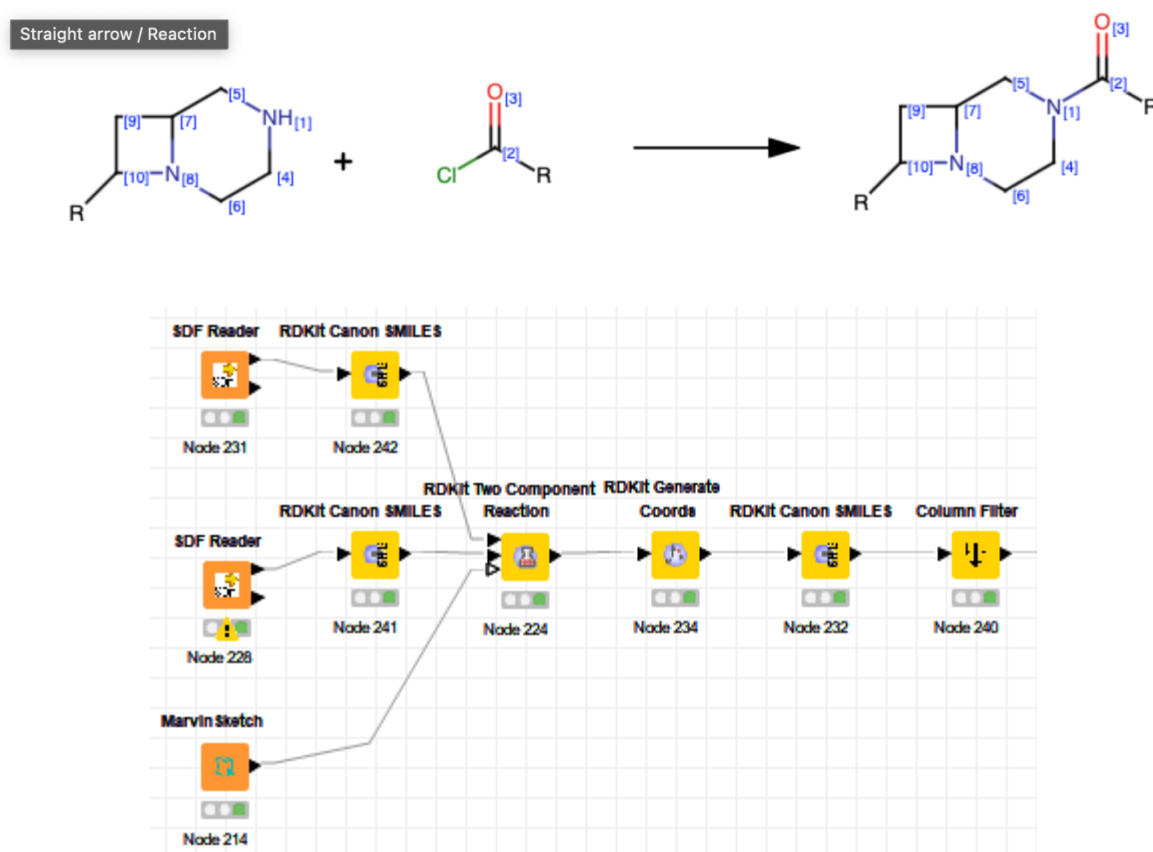 Straight arrow / Reaction
[5]
[9]
[7]
NH[1]
[10]
N[8]
[4]
[6]
R
+
O[3]
[2]
Cl
R
O[3]
[5]
[2]
R
[9]
[7]
N[1]
[10]
N[8]
[4]
[6]
R
SDF Reader
RDKit Canon SMILES
Node 231
Node 242
RDKit Two Component
Reaction
RDKit Generate
Coords
RDKit Canon SMILES
RDKit Canon SMILES
Column Filter
SDF Reader
Node 241
Node 224
Node 234
Node 232
Node 240
Node 228
Marvin Sketch
Node 214